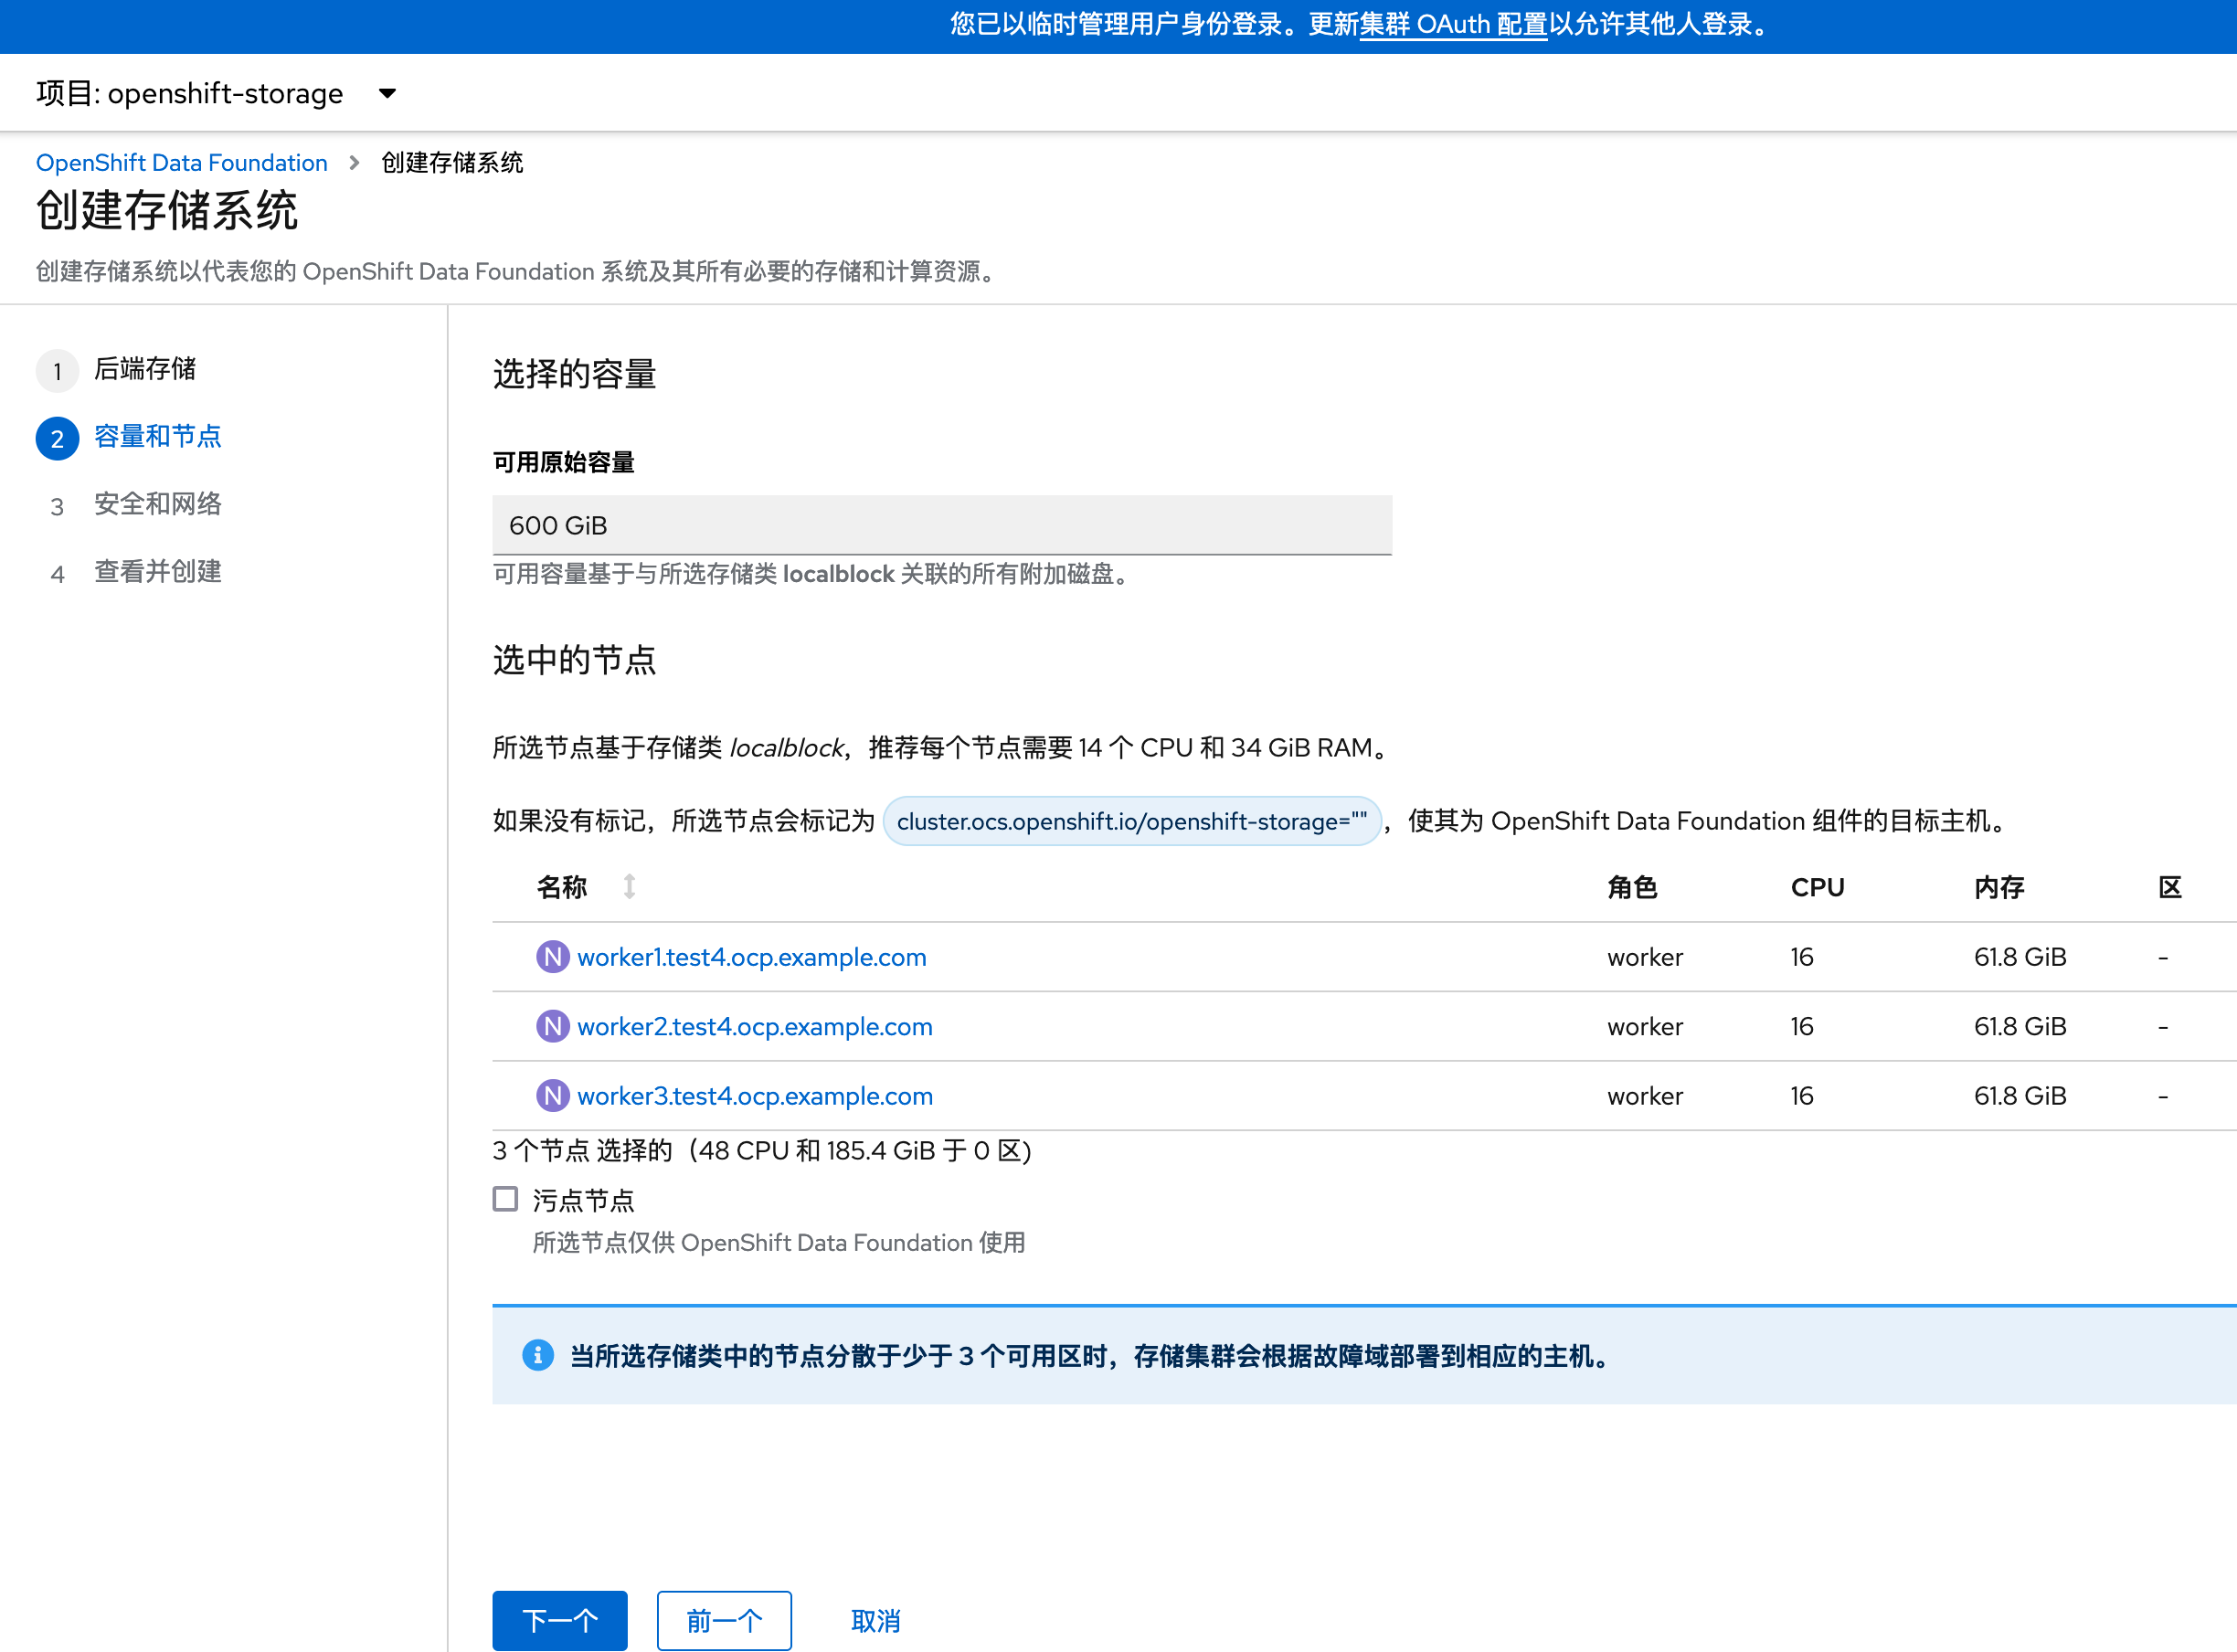 您已以临时管理用户身份登录。更新集群 OAuth 配置以允许其他人登录。
项目: openshift-storage
OpenShift Data Foundation > 创建存储系统
创建存储系统
创建存储系统以代表您的 OpenShift Data Foundation 系统及其所有必要的存储和计算资源。
1 后端存储
2 容量和节点
3 安全和网络
4 查看并创建
选择的容量
可用原始容量
600 GiB
可用容量基于与所选存储类 localblock 关联的所有附加磁盘。
选中的节点
所选节点基于存储类 localblock，推荐每个节点需要 14 个 CPU 和 34 GiB RAM。
如果没有标记，所选节点会标记为 cluster.ocs.openshift.io/openshift-storage="" ，使其为 OpenShift Data Foundation 组件的目标主机。
名称 角色 CPU 内存 区
N worker1.test4.ocp.example.com worker 16 61.8 GiB -
N worker2.test4.ocp.example.com worker 16 61.8 GiB -
N worker3.test4.ocp.example.com worker 16 61.8 GiB -
3 个节点 选择的（48 CPU 和 185.4 GiB 于 0 区)
污点节点
所选节点仅供 OpenShift Data Foundation 使用
当所选存储类中的节点分散于少于 3 个可用区时，存储集群会根据故障域部署到相应的主机。
下一个 前一个 取消